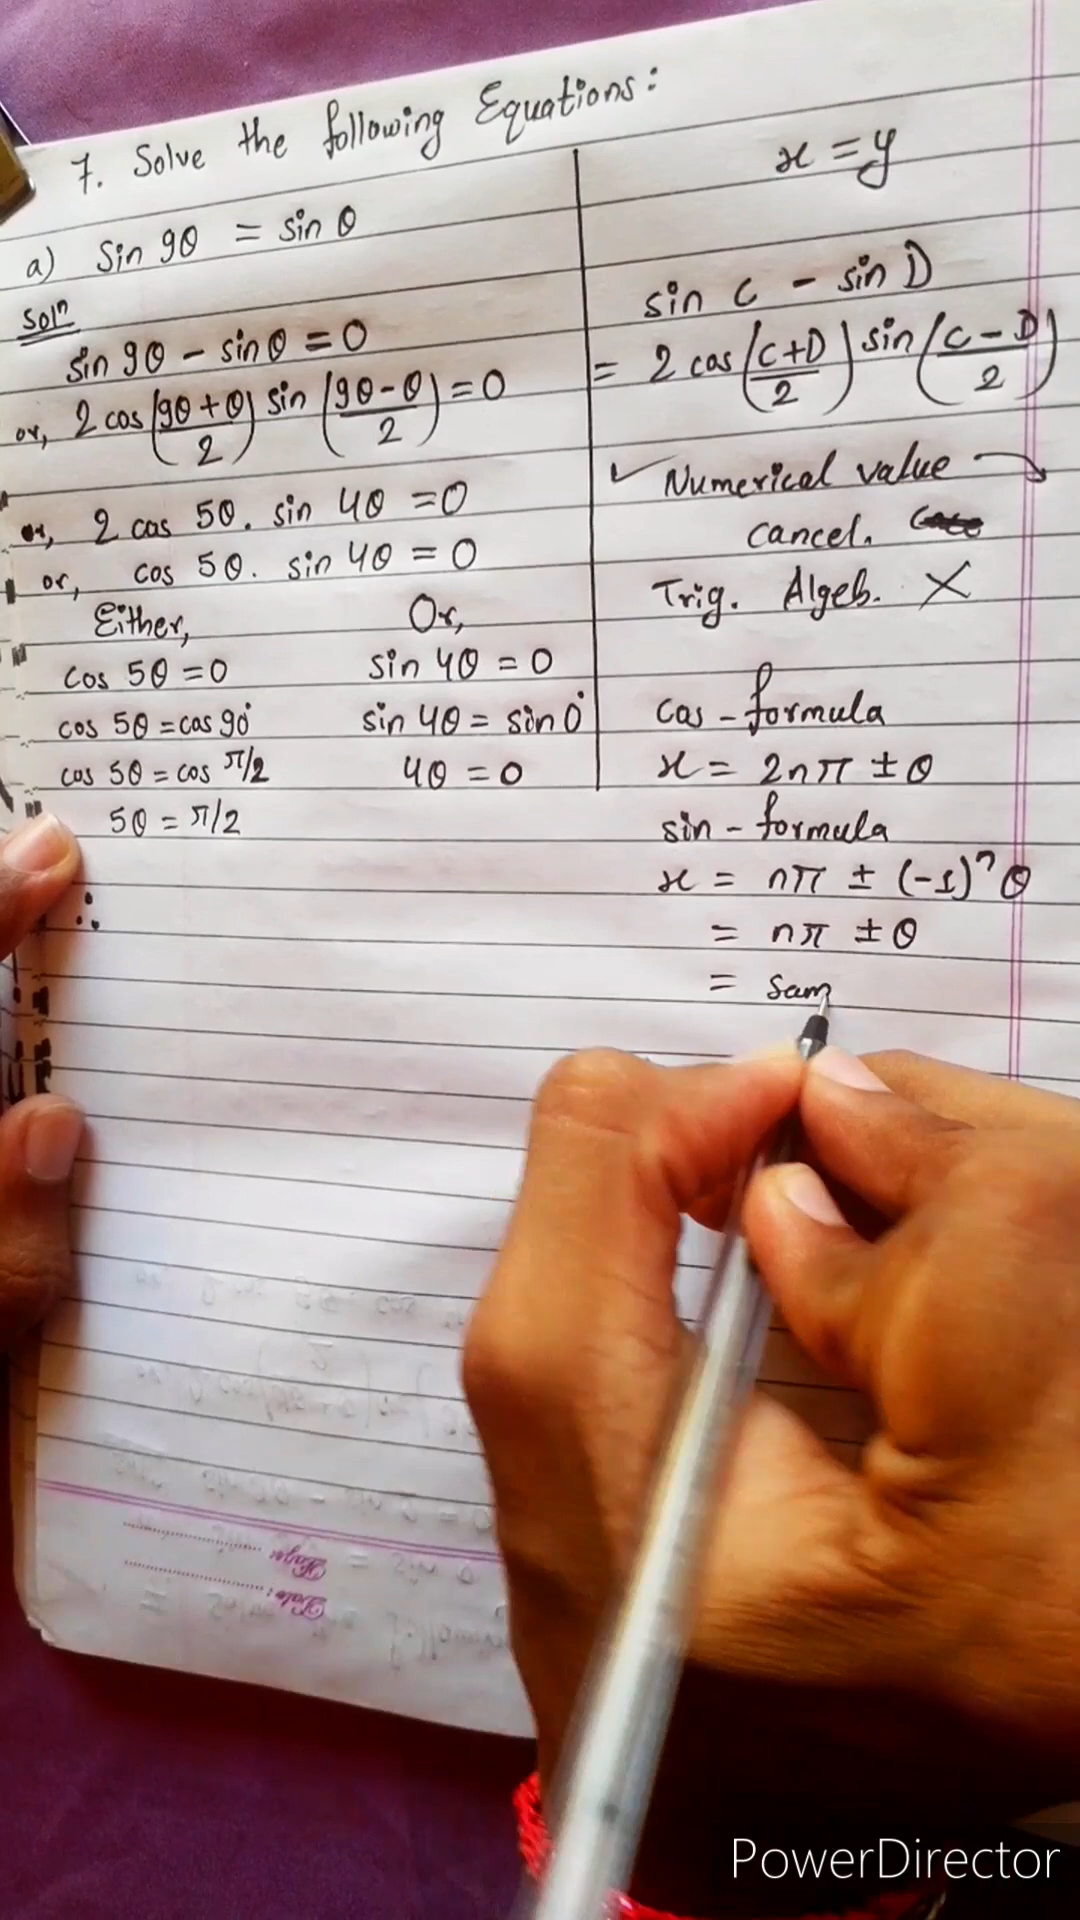 7. Solve the following Equations:
a) Sin 9θ = sin θ
Solⁿ
sin 9θ − sin θ = 0
or, 2 cos (9θ + θ / 2) sin (9θ − θ / 2) = 0
or, 2 cos 5θ. sin 4θ = 0
or, cos 5θ. sin 4θ = 0
Either, Or,
cos 5θ = 0 sin 4θ = 0
cos 5θ = cos 90° sin 4θ = sin 0°
cos 5θ = cos π/2 4θ = 0
5θ = π/2
∴
x = y
sin C − sin D
= 2 cos (C+D / 2) sin (C−D / 2)
✓ Numerical value →
cancel.
Trig. Algeb. ✗
cos - formula
x = 2nπ ± θ
sin - formula
x = nπ ± (-1)ⁿ θ
= nπ ± θ
= sam
Page:
Date:
PowerDirector